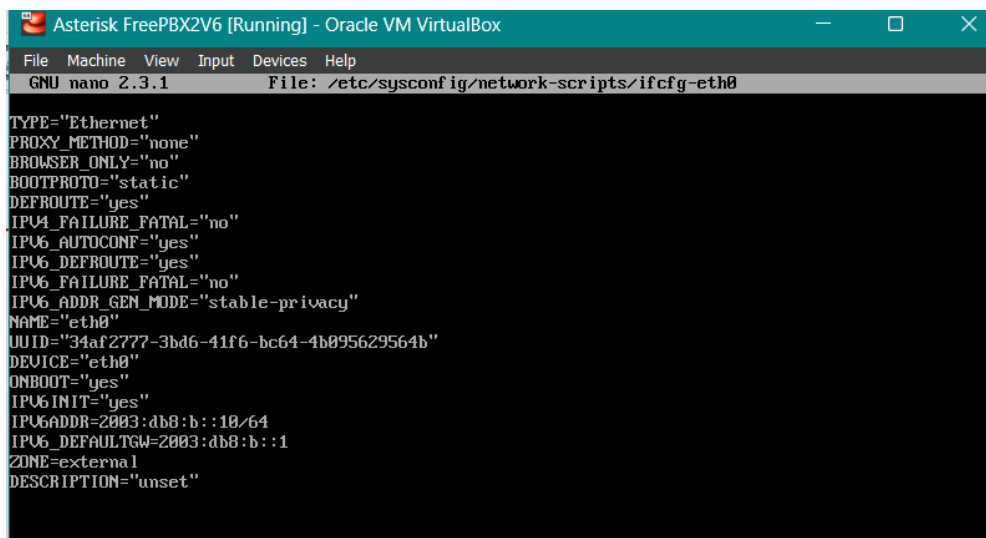 Asterisk FreePBX2V6 [Running] - Oracle VM VirtualBox
File Machine View Input Devices Help
GNU nano 2.3.1 File: /etc/sysconfig/network-scripts/ifcfg-eth0
TYPE="Ethernet"
PROXY_METHOD="none"
BROWSER_ONLY="no"
BOOTPROTO="static"
DEFROUTE="yes"
IPV4_FAILURE_FATAL="no"
IPV6_AUTOCONF="yes"
IPV6_DEFROUTE="yes"
IPV6_FAILURE_FATAL="no"
IPV6_ADDR_GEN_MODE="stable-privacy"
NAME="eth0"
UUID="34af2777-3bd6-41f6-bc64-4b095629564b"
DEVICE="eth0"
ONBOOT="yes"
IPV6INIT="yes"
IPV6ADDR=2003:db8:b::10/64
IPV6_DEFAULTGW=2003:db8:b::1
ZONE=external
DESCRIPTION="unset"